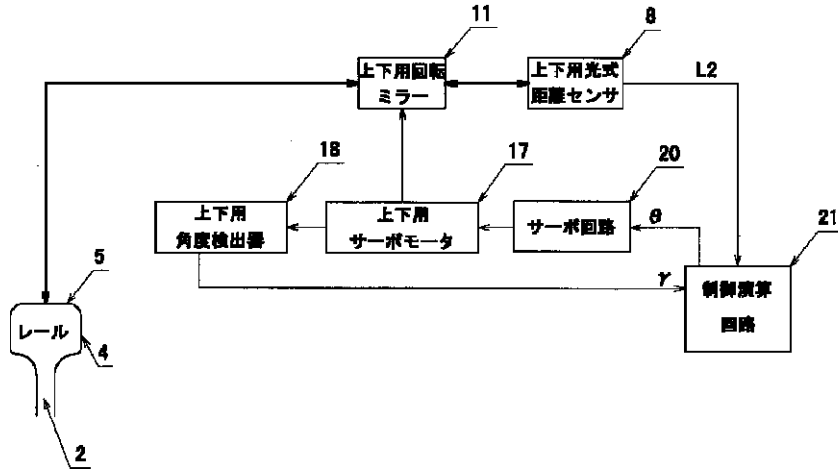 11
8
上下用回転
ミラー
上下用光式
距離センサ
L2
18
17
20
上下用
角度検出器
上下用
サーボモータ
サーボ回路
θ
21
5
γ
制御演算
回路
レール
4
2